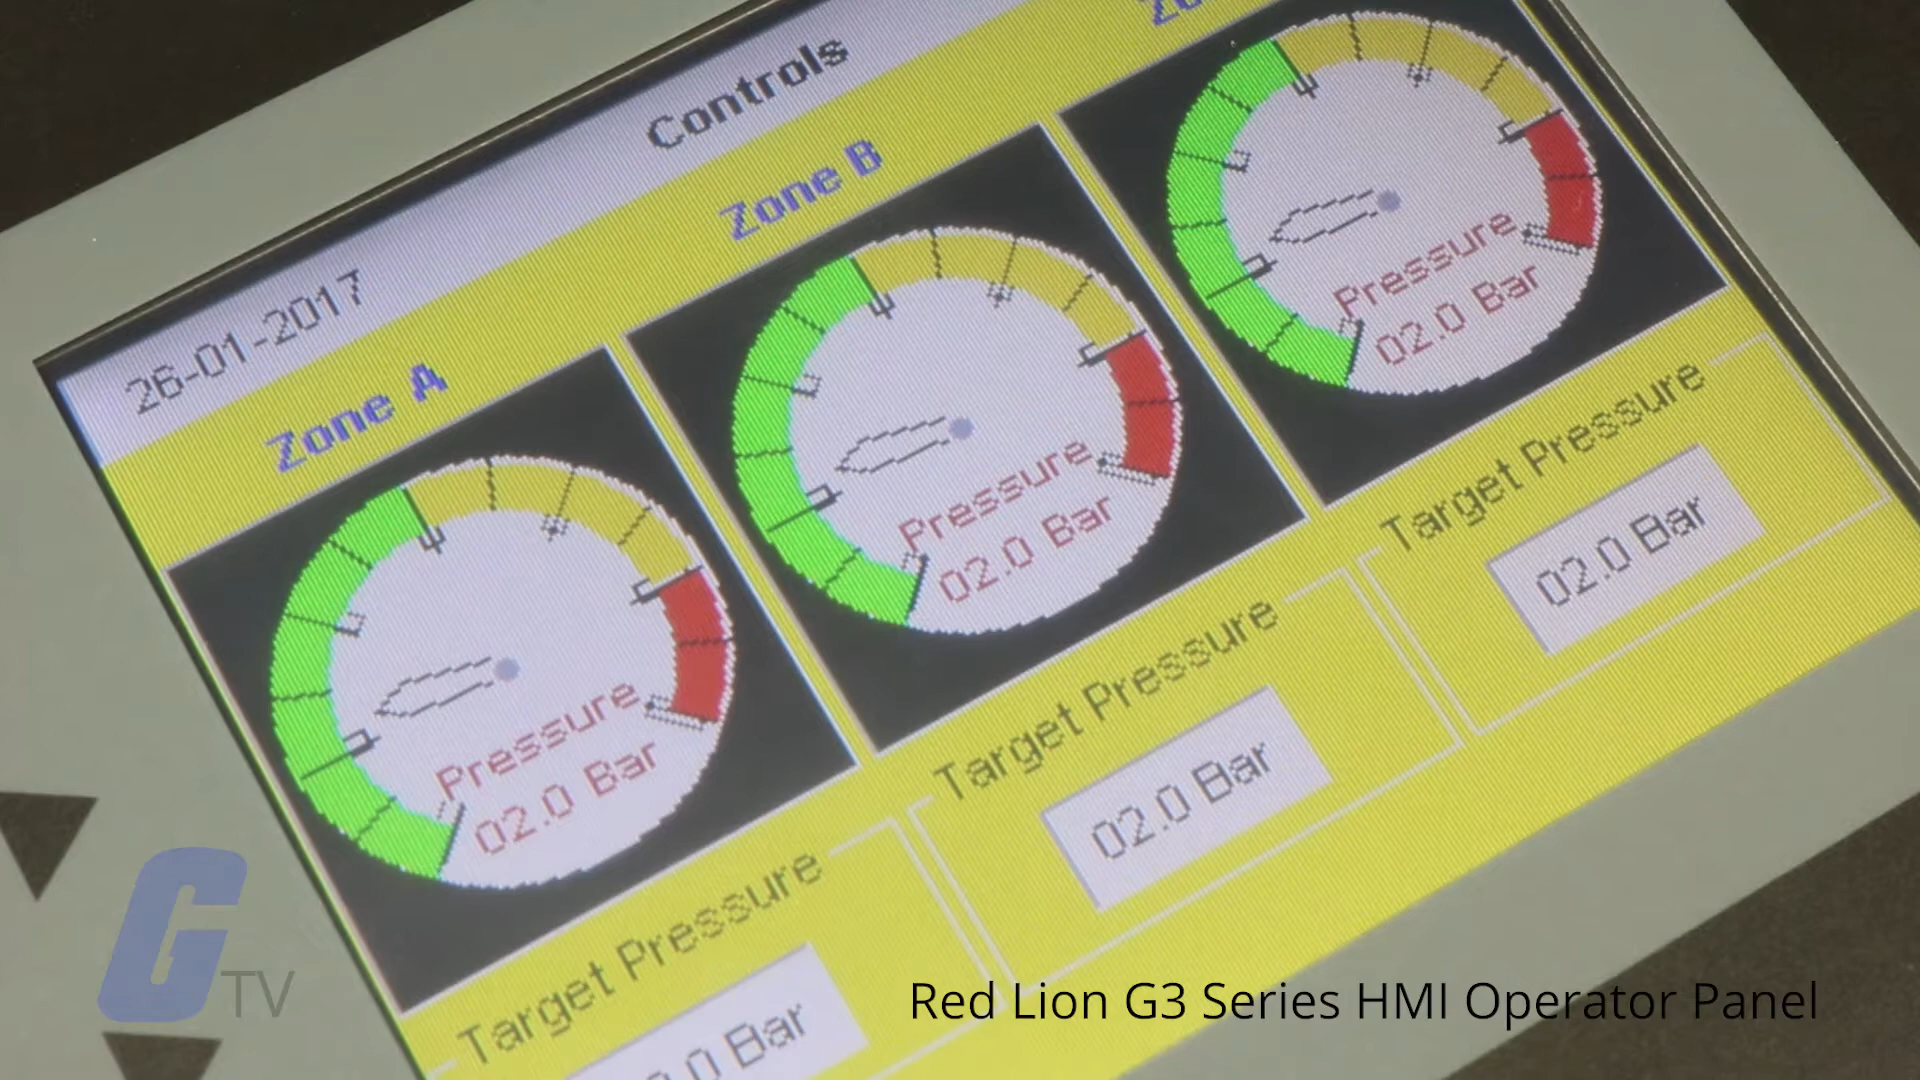 Controls
26-01-2017
Zone A
Zone B
Pressure
02.0 Bar
Pressure
02.0 Bar
Pressure
02.0 Bar
Target Pressure
02.0 Bar
Target Pressure
02.0 Bar
Target Pressure
.0 Bar
G TV
Red Lion G3 Series HMI Operator Panel